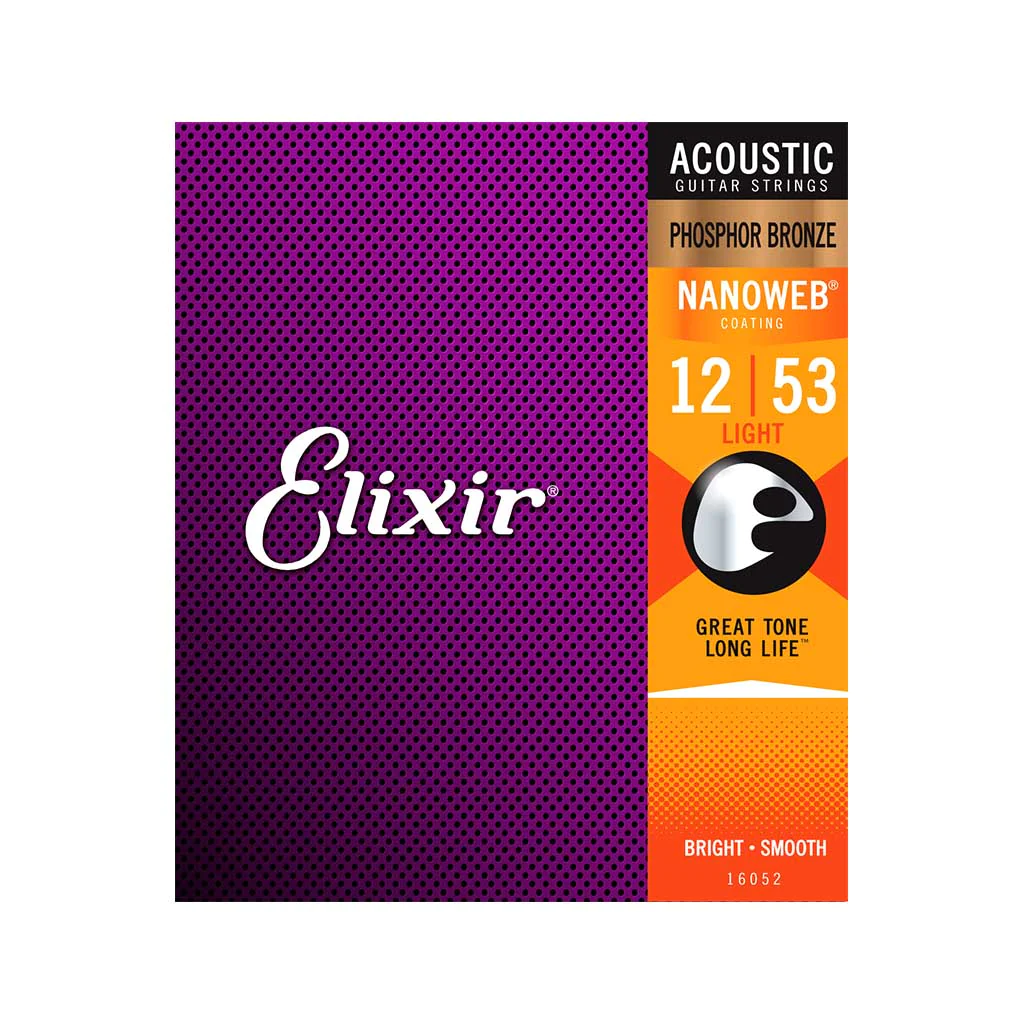 Elixir®
ACOUSTIC
GUITAR STRINGS
PHOSPHOR BRONZE
NANOWEB®
COATING
12 | 53
LIGHT
GREAT TONE
LONG LIFE™
BRIGHT • SMOOTH
16052